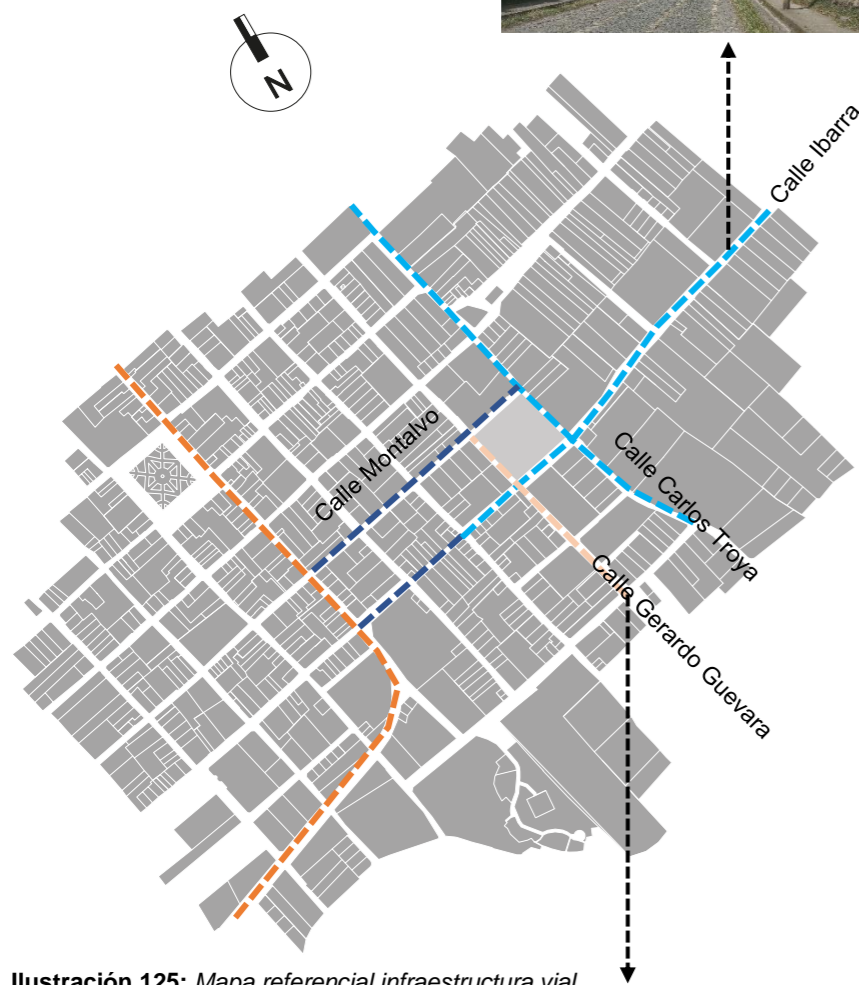 N
Calle Ibarra
Calle Montalvo
Calle Carlos Troya
Calle Gerardo Guevara
Ilustración 125: Mapa referencial infraestructura vial